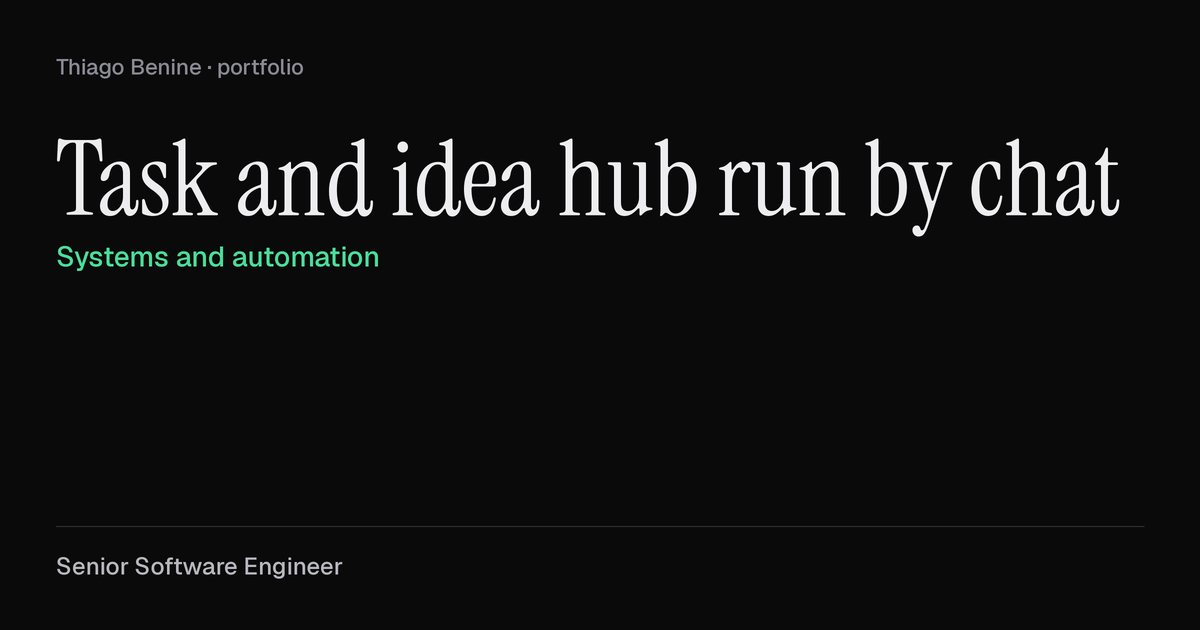 Thiago Benine · portfolio
Task and idea hub run by chat
Systems and automation
Senior Software Engineer